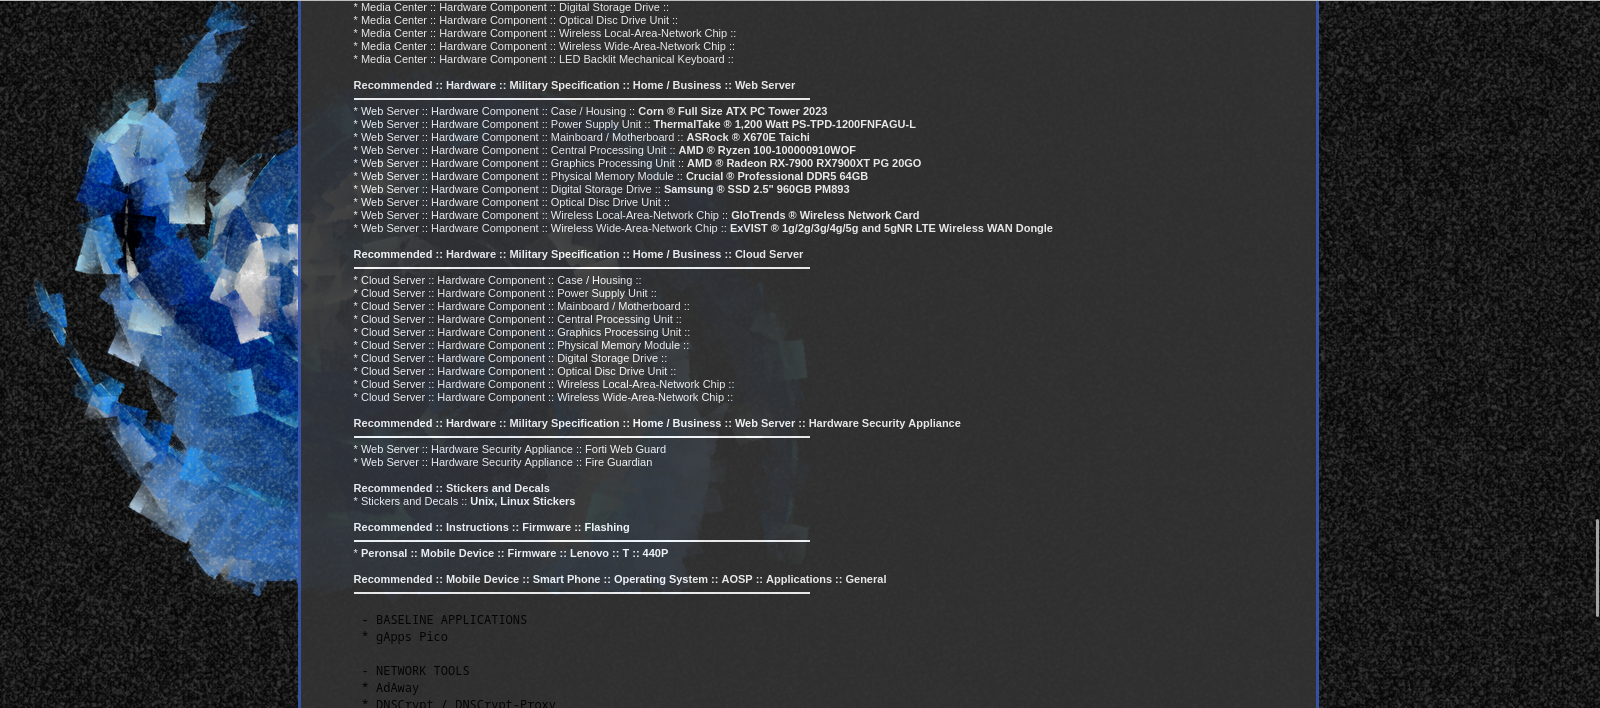 * Media Center :: Hardware Component :: Digital Storage Drive ::
* Media Center :: Hardware Component :: Optical Disc Drive Unit ::
* Media Center :: Hardware Component :: Wireless Local-Area-Network Chip ::
* Media Center :: Hardware Component :: Wireless Wide-Area-Network Chip ::
* Media Center :: Hardware Component :: LED Backlit Mechanical Keyboard ::
Recommended :: Hardware :: Military Specification :: Home / Business :: Web Server
* Web Server :: Hardware Component :: Case / Housing :: Corn ® Full Size ATX PC Tower 2023
* Web Server :: Hardware Component :: Power Supply Unit :: ThermalTake ® 1,200 Watt PS-TPD-1200FNFAGU-L
* Web Server :: Hardware Component :: Mainboard / Motherboard :: ASRock ® X670E Taichi
* Web Server :: Hardware Component :: Central Processing Unit :: AMD ® Ryzen 100-100000910WOF
* Web Server :: Hardware Component :: Graphics Processing Unit :: AMD ® Radeon RX-7900 RX7900XT PG 20GO
* Web Server :: Hardware Component :: Physical Memory Module :: Crucial ® Professional DDR5 64GB
* Web Server :: Hardware Component :: Digital Storage Drive :: Samsung ® SSD 2.5" 960GB PM893
* Web Server :: Hardware Component :: Optical Disc Drive Unit ::
* Web Server :: Hardware Component :: Wireless Local-Area-Network Chip :: GloTrends ® Wireless Network Card
* Web Server :: Hardware Component :: Wireless Wide-Area-Network Chip :: ExVIST ® 1g/2g/3g/4g/5g and 5gNR LTE Wireless WAN Dongle
Recommended :: Hardware :: Military Specification :: Home / Business :: Cloud Server
* Cloud Server :: Hardware Component :: Case / Housing ::
* Cloud Server :: Hardware Component :: Power Supply Unit ::
* Cloud Server :: Hardware Component :: Mainboard / Motherboard ::
* Cloud Server :: Hardware Component :: Central Processing Unit ::
* Cloud Server :: Hardware Component :: Graphics Processing Unit ::
* Cloud Server :: Hardware Component :: Physical Memory Module ::
* Cloud Server :: Hardware Component :: Digital Storage Drive ::
* Cloud Server :: Hardware Component :: Optical Disc Drive Unit ::
* Cloud Server :: Hardware Component :: Wireless Local-Area-Network Chip ::
* Cloud Server :: Hardware Component :: Wireless Wide-Area-Network Chip ::
Recommended :: Hardware :: Military Specification :: Home / Business :: Web Server :: Hardware Security Appliance
* Web Server :: Hardware Security Appliance :: Forti Web Guard
* Web Server :: Hardware Security Appliance :: Fire Guardian
Recommended :: Stickers and Decals
* Stickers and Decals :: Unix, Linux Stickers
Recommended :: Instructions :: Firmware :: Flashing
* Peronsal :: Mobile Device :: Firmware :: Lenovo :: T :: 440P
Recommended :: Mobile Device :: Smart Phone :: Operating System :: AOSP :: Applications :: General
- BASELINE APPLICATIONS
* gApps Pico
- NETWORK TOOLS
* AdAway
* DNSCrypt / DNSCrypt-Proxy